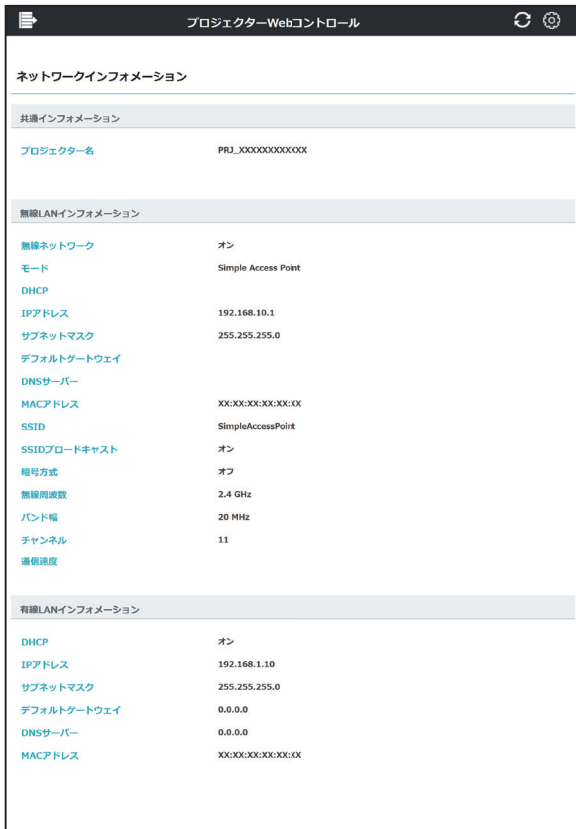 プロジェクターWebコントロール
ネットワークインフォメーション
共通インフォメーション
プロジェクター名 PRJ_XXXXXXXXXXXX
無線LANインフォメーション
無線ネットワーク オン
モード Simple Access Point
DHCP
IPアドレス 192.168.10.1
サブネットマスク 255.255.255.0
デフォルトゲートウェイ
DNSサーバー
MACアドレス XX:XX:XX:XX:XX:XX
SSID SimpleAccessPoint
SSIDブロードキャスト オン
暗号方式 オフ
無線周波数 2.4 GHz
バンド幅 20 MHz
チャンネル 11
通信速度
有線LANインフォメーション
DHCP オン
IPアドレス 192.168.1.10
サブネットマスク 255.255.255.0
デフォルトゲートウェイ 0.0.0.0
DNSサーバー 0.0.0.0
MACアドレス XX:XX:XX:XX:XX:XX